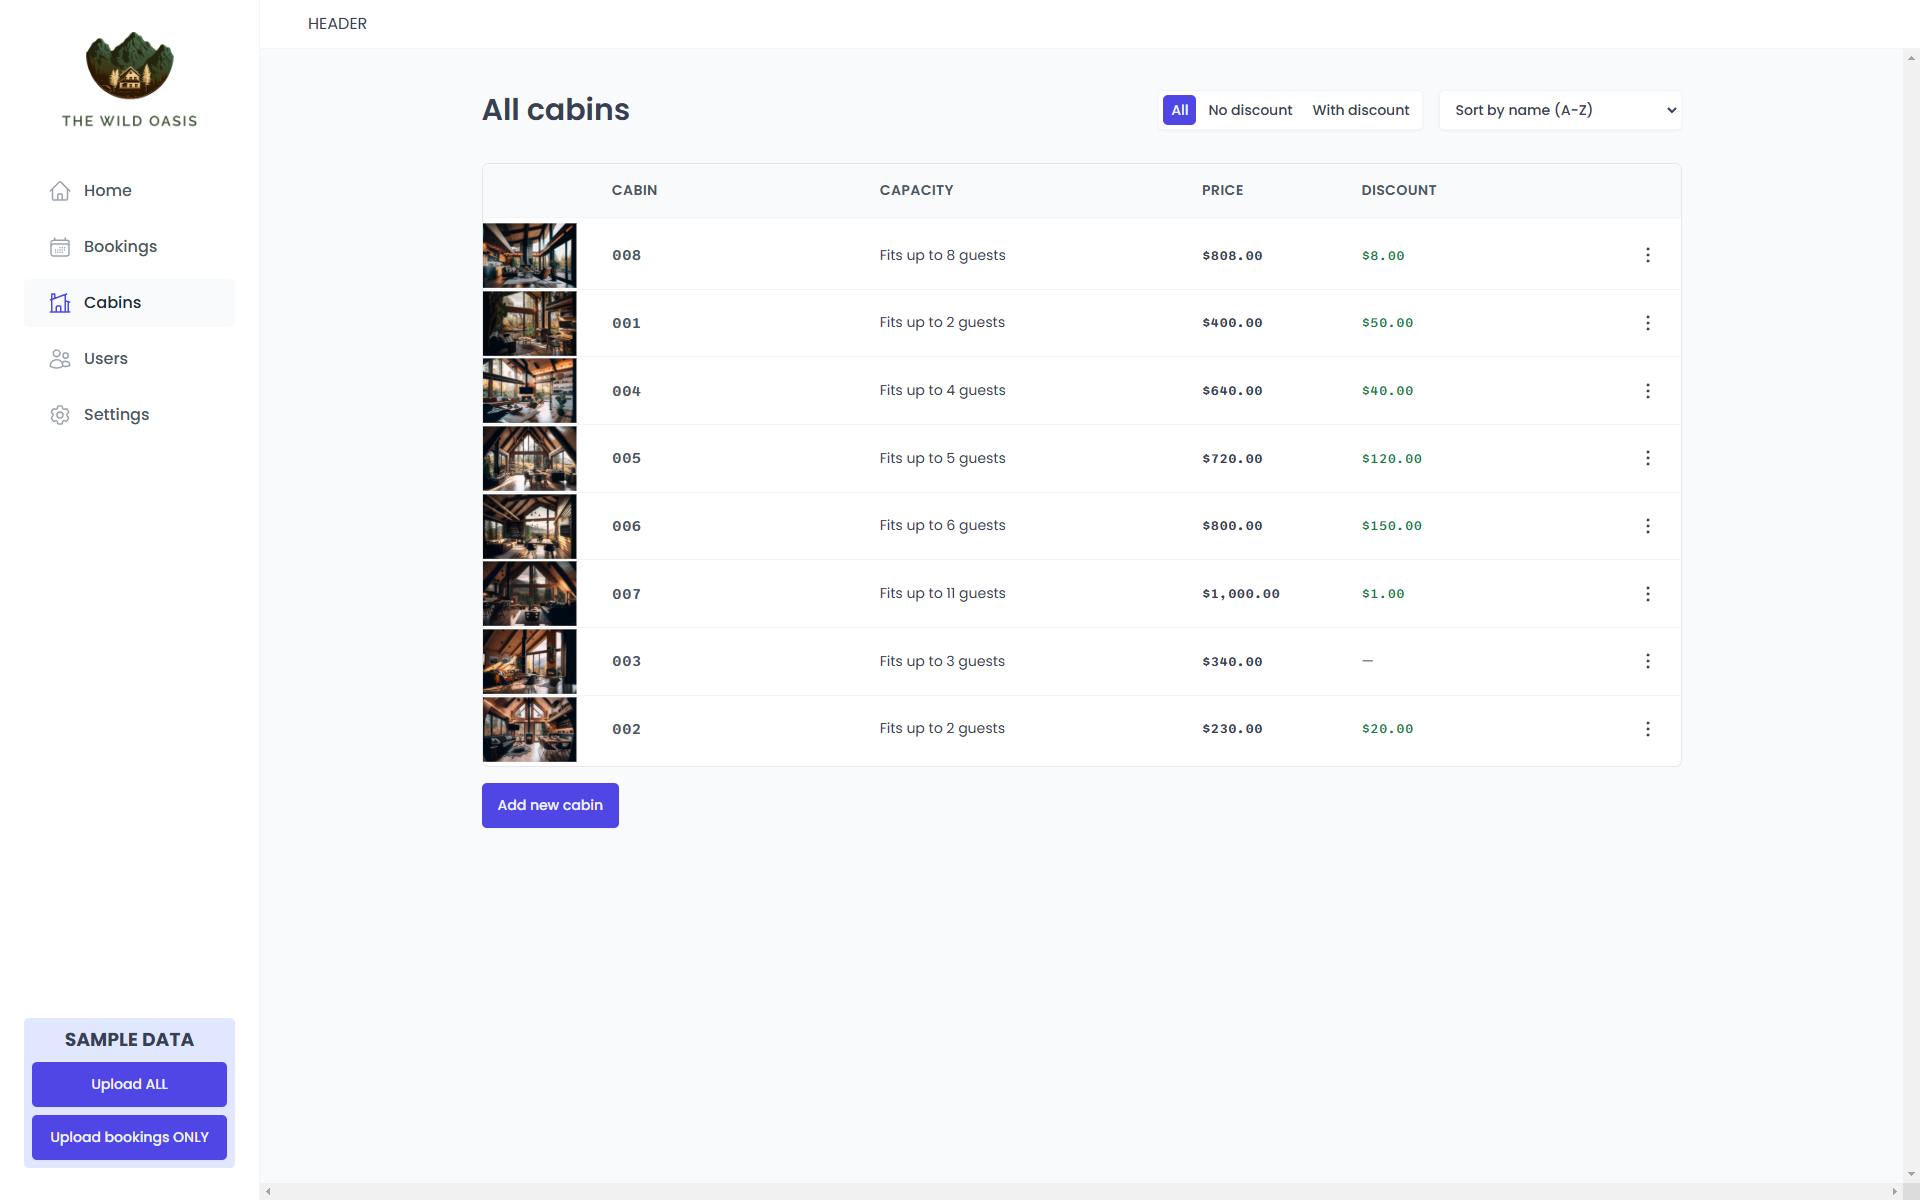 HEADER
THE WILD OASIS
Home
Bookings
Cabins
Users
Settings
SAMPLE DATA
Upload ALL
Upload bookings ONLY
All cabins
All No discount With discount Sort by name (A-Z)
CABIN CAPACITY PRICE DISCOUNT
008 Fits up to 8 guests $808.00 $8.00
001 Fits up to 2 guests $400.00 $50.00
004 Fits up to 4 guests $640.00 $40.00
005 Fits up to 5 guests $720.00 $120.00
006 Fits up to 6 guests $800.00 $150.00
007 Fits up to 11 guests $1,000.00 $1.00
003 Fits up to 3 guests $340.00 —
002 Fits up to 2 guests $230.00 $20.00
Add new cabin